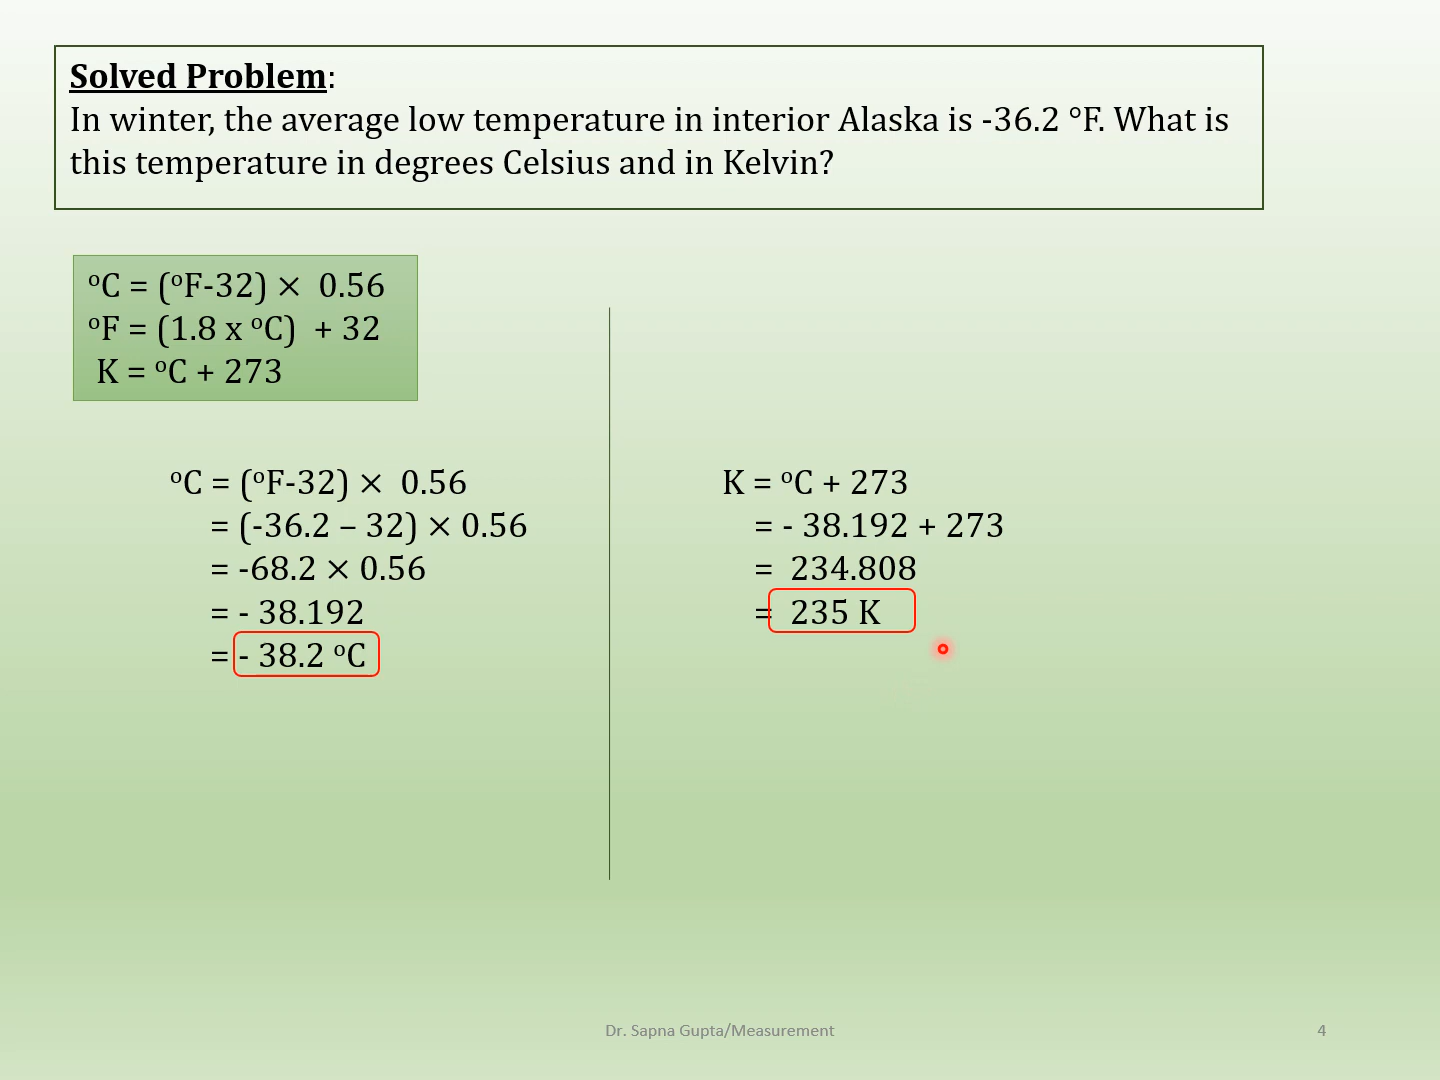 Solved Problem:
In winter, the average low temperature in interior Alaska is -36.2 °F. What is
this temperature in degrees Celsius and in Kelvin?
ºC = (ºF-32) ×  0.56
ºF = (1.8 x ºC)  + 32
K = ºC + 273
ºC = (ºF-32) ×  0.56
= (-36.2 – 32) × 0.56
= -68.2 × 0.56
= - 38.192
= - 38.2 ºC
K = ºC + 273
= - 38.192 + 273
=  234.808
=  235 K
Dr. Sapna Gupta/Measurement
4